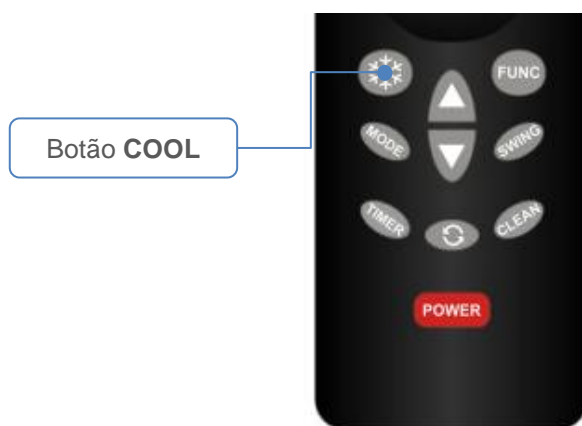 FUNC
Botão COOL
MODE
SWING
TIMER
CLEAN
POWER